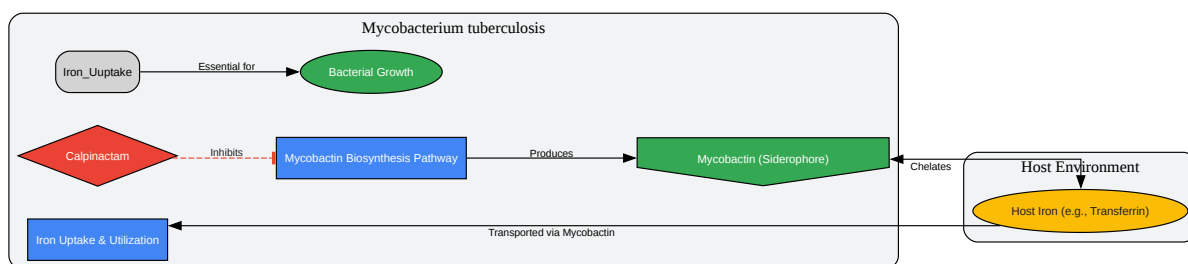 Mycobacterium tuberculosis
Iron_Uuptake
Essential for
Bacterial Growth
Calpinactam
Inhibits
Mycobactin Biosynthesis Pathway
Produces
Mycobactin (Siderophore)
Chelates
Host Environment
Host Iron (e.g., Transferrin)
Iron Uptake & Utilization
Transported via Mycobactin